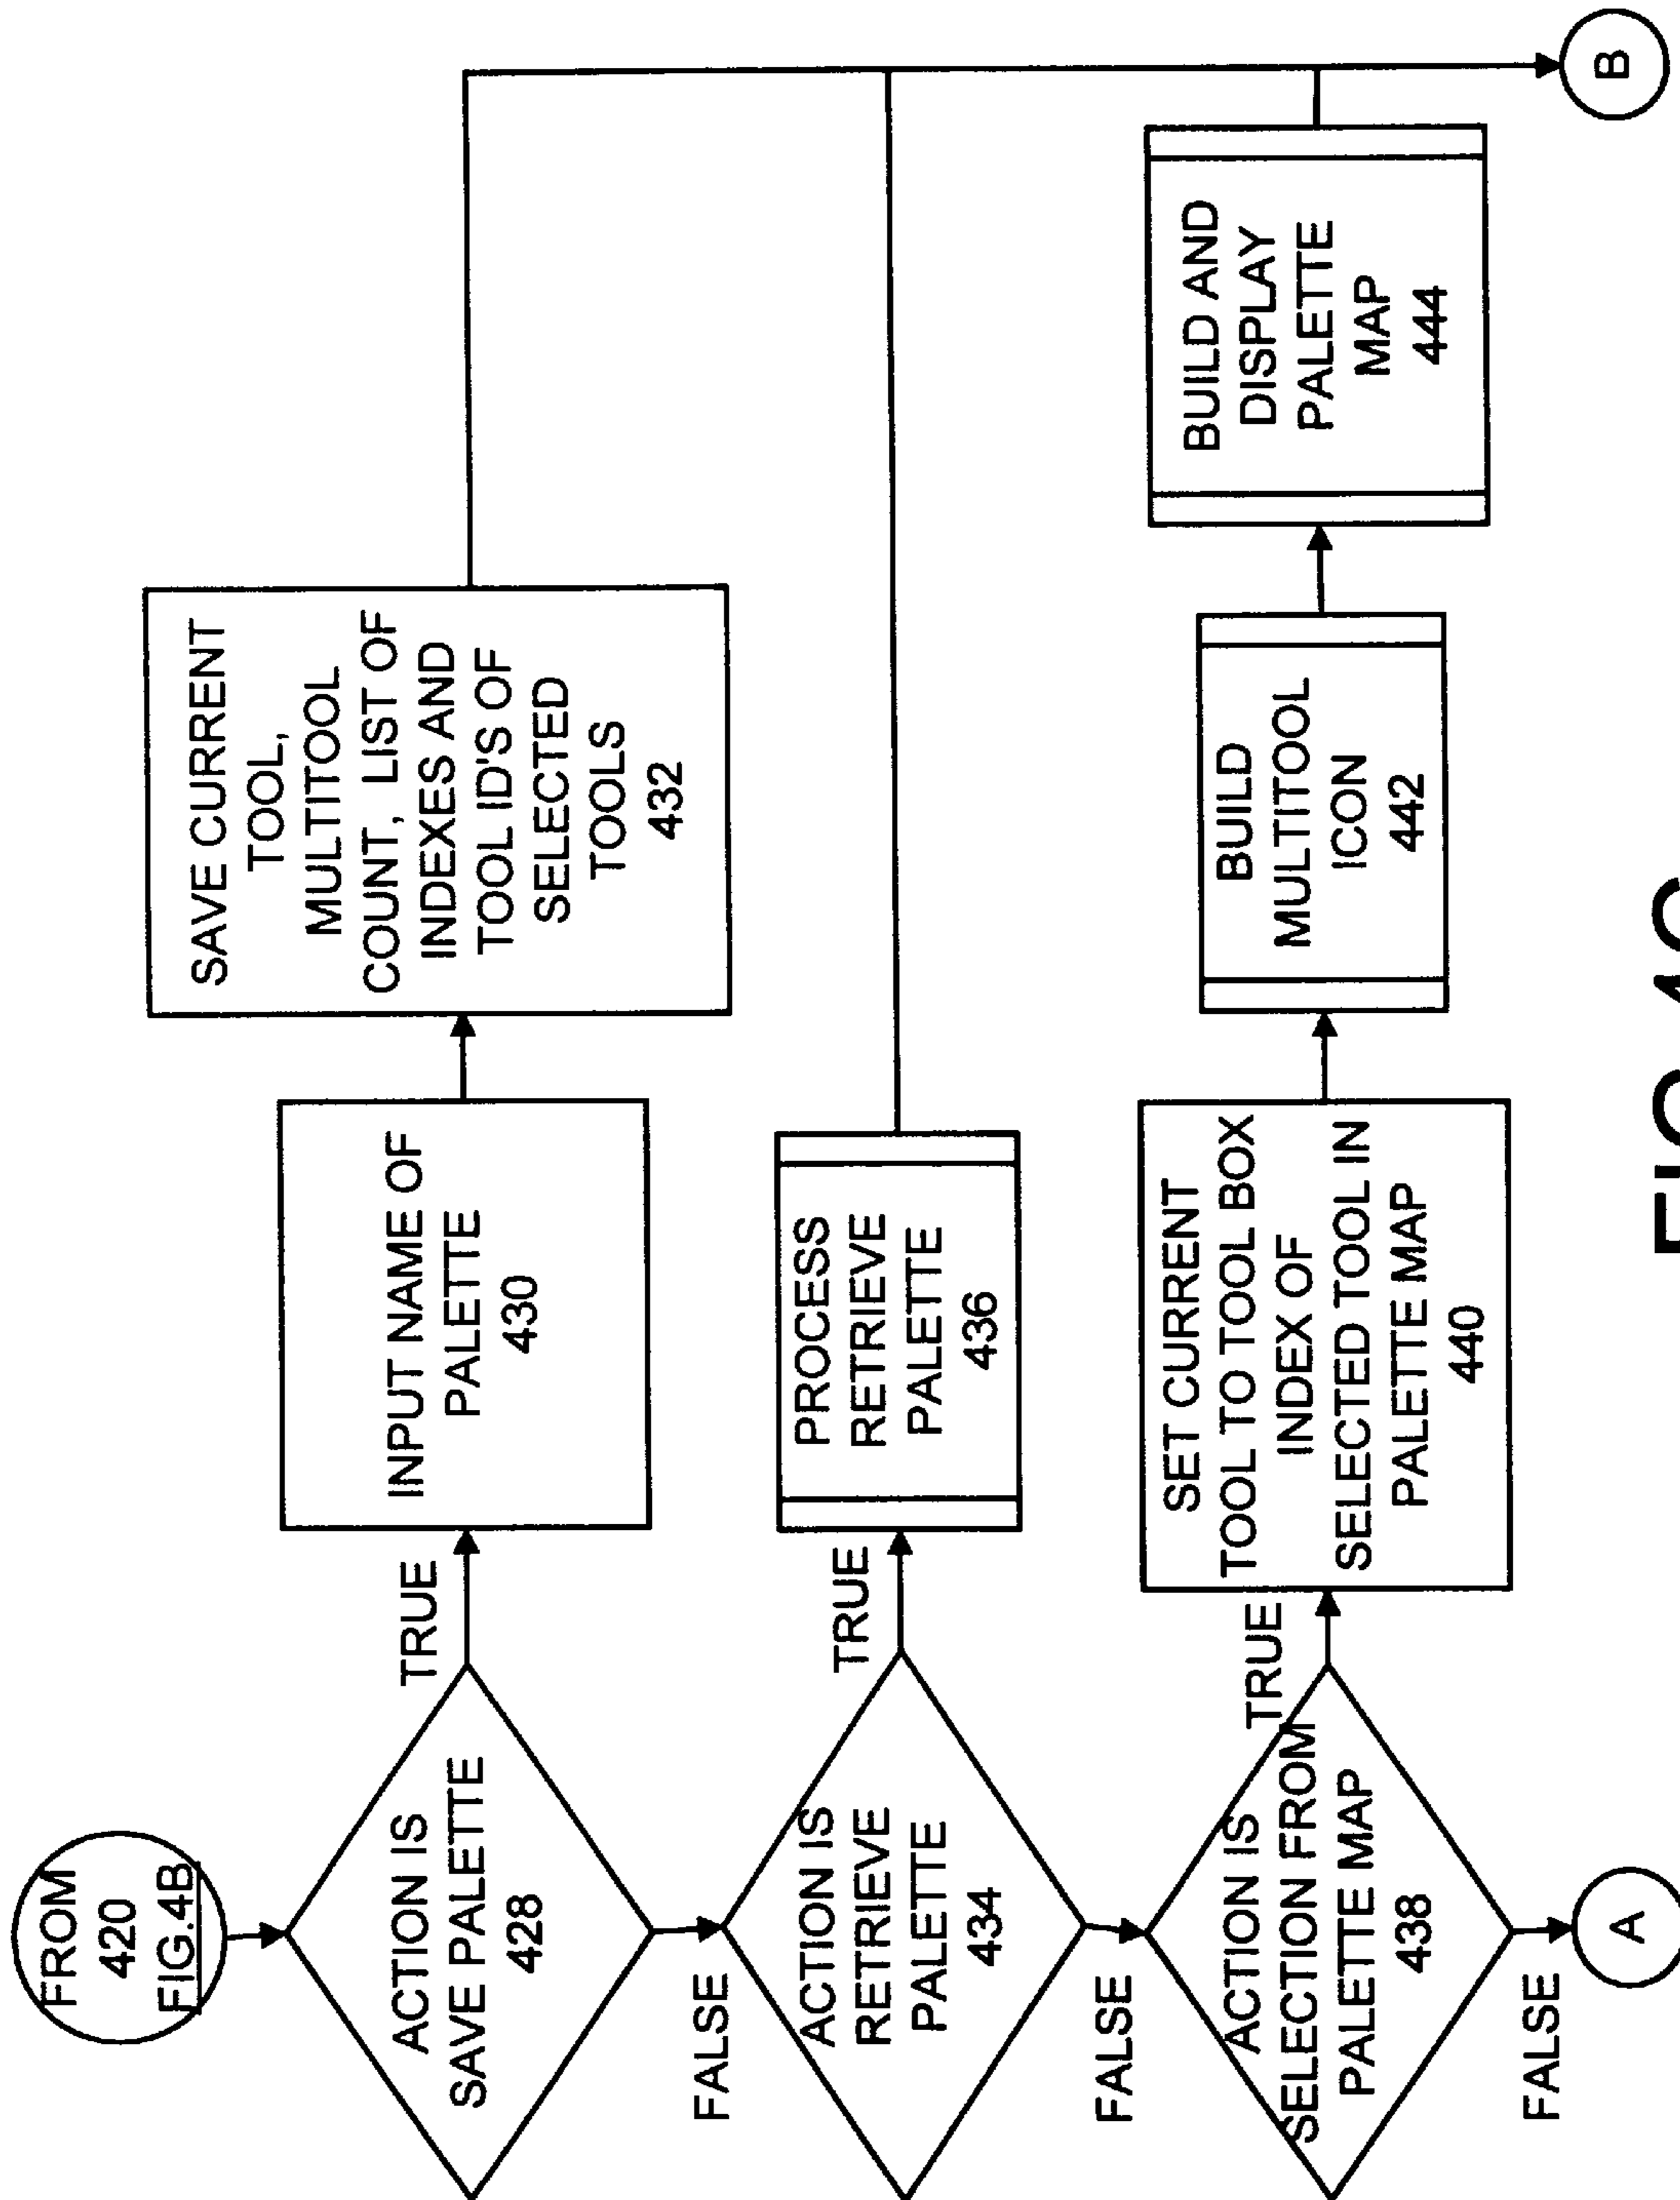 FROM
420
FIG.4B
ACTION IS
SAVE PALETTE
428
TRUE
INPUT NAME OF
PALETTE
430
SAVE CURRENT
TOOL,
MULTITOOL
COUNT, LIST OF
INDEXES AND
TOOL ID'S OF
SELECTED
TOOLS
432
FALSE
ACTION IS
RETRIEVE
PALETTE
434
TRUE
PROCESS
RETRIEVE
PALETTE
436
FALSE
ACTION IS
SELECTION FROM
PALETTE MAP
438
TRUE
SET CURRENT
TOOL TO TOOL BOX
INDEX OF
SELECTED TOOL IN
PALETTE MAP
440
BUILD
MULTITOOL
ICON
442
BUILD AND
DISPLAY
PALETTE
MAP
444
FALSE
A
B